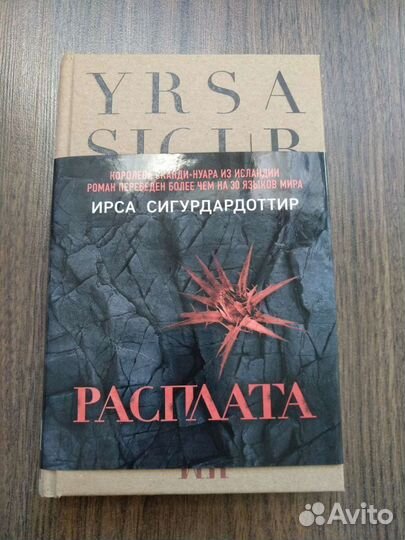 YRSA
SIGUR
КОРОЛЕВА СКАНДИ-НУАРА ИЗ ИСЛАНДИИ
РОМАН ПЕРЕВЕДЕН БОЛЕЕ ЧЕМ НА 30 ЯЗЫКОВ МИРА
ИРСА СИГУРДАРДОТТИР
РАСПЛАТА
Avito